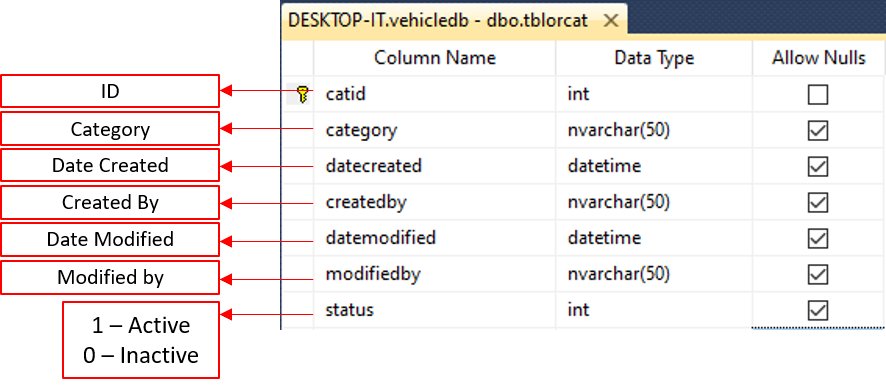 DESKTOP-IT.vehicledb - dbo.tblorcat
Column Name Data Type Allow Nulls
ID catid int
Category category nvarchar(50)
Date Created datecreated datetime
Created By createdby nvarchar(50)
Date Modified datemodified datetime
Modified by modifiedby nvarchar(50)
status int
1 – Active
0 – Inactive